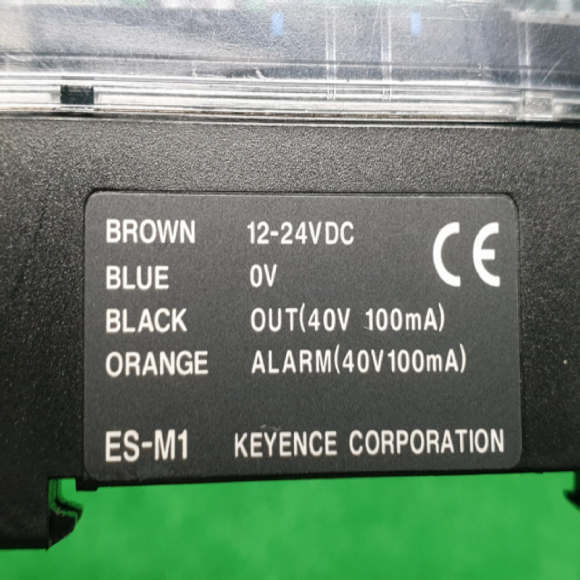 BROWN 12-24VDC
BLUE 0V
BLACK OUT(40V 100mA)
ORANGE ALARM(40V100mA)
CE
ES-M1 KEYENCE CORPORATION